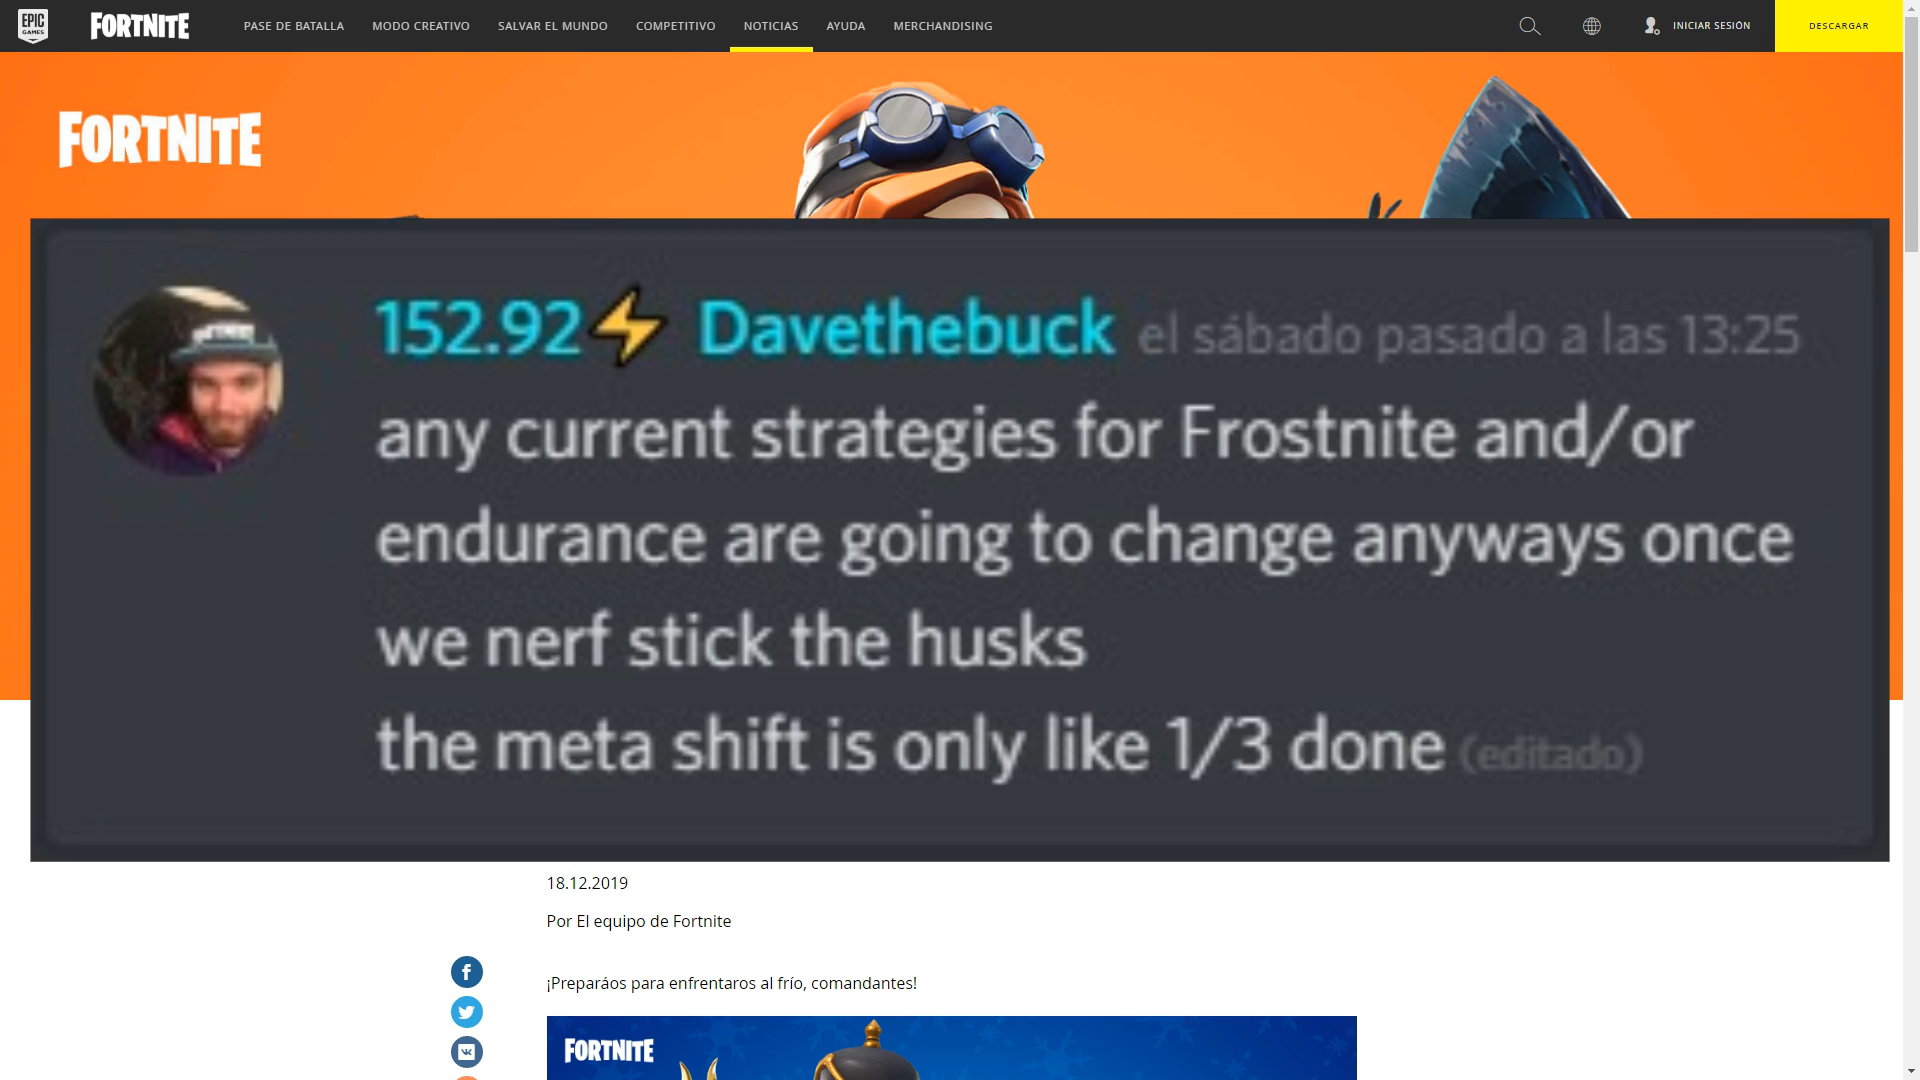 EPIC
GAMES
FORTNITE
PASE DE BATALLA
MODO CREATIVO
SALVAR EL MUNDO
COMPETITIVO
NOTICIAS
AYUDA
MERCHANDISING
INICIAR SESIÓN
DESCARGAR
FORTNITE
152.92⚡ Davethebuck el sábado pasado a las 13:25
any current strategies for Frostnite and/or
endurance are going to change anyways once
we nerf stick the husks
the meta shift is only like 1/3 done (editado)
18.12.2019
Por El equipo de Fortnite
¡Preparáos para enfrentaros al frío, comandantes!
FORTNITE